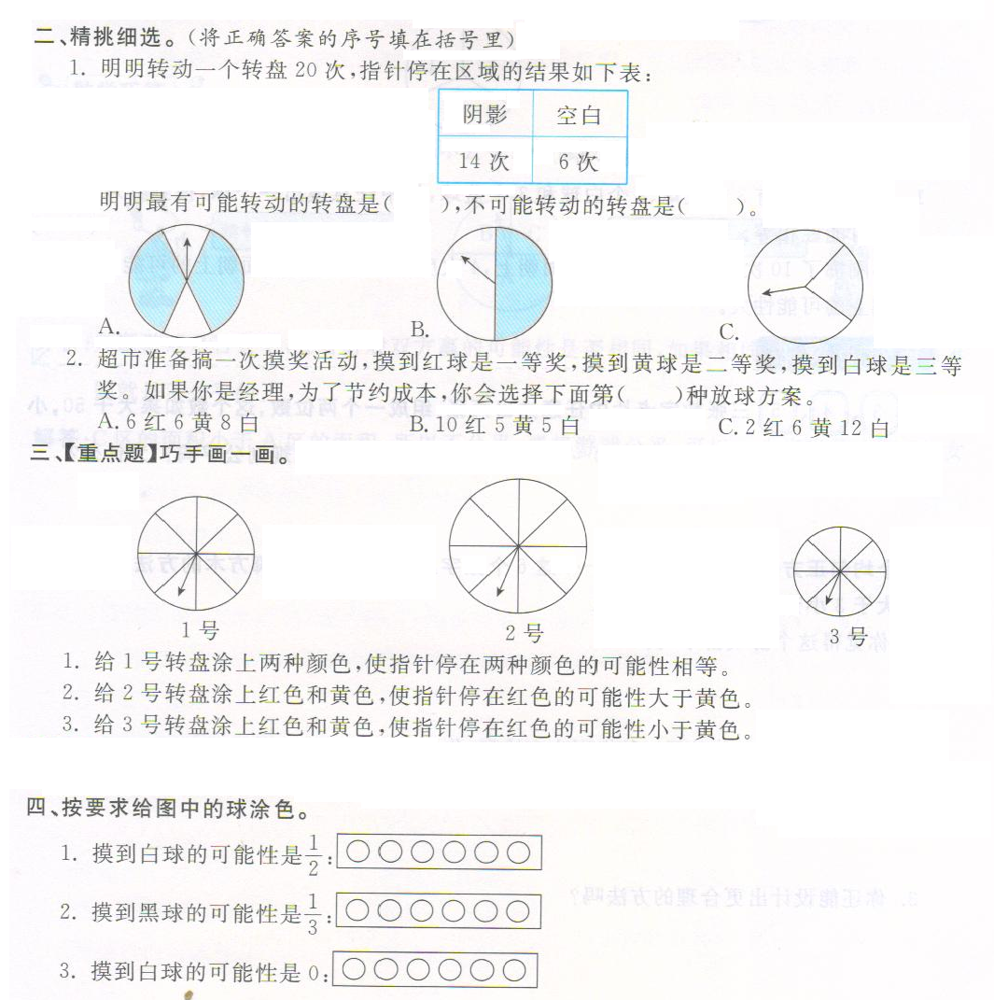 二、精挑细选。(将正确答案的序号填在括号里)
1. 明明转动一个转盘 20 次,指针停在区域的结果如下表:
阴影 空白
14 次 6 次
明明最有可能转动的转盘是(  ),不可能转动的转盘是(  )。
A. B. C.
2. 超市准备搞一次摸奖活动,摸到红球是一等奖,摸到黄球是二等奖,摸到白球是三等
奖。如果你是经理,为了节约成本,你会选择下面第(  )种放球方案。
A. 6 红 6 黄 8 白 B. 10 红 5 黄 5 白 C. 2 红 6 黄 12 白
三、【重点题】巧手画一画。
1 号 2 号 3 号
1. 给 1 号转盘涂上两种颜色,使指针停在两种颜色的可能性相等。
2. 给 2 号转盘涂上红色和黄色,使指针停在红色的可能性大于黄色。
3. 给 3 号转盘涂上红色和黄色,使指针停在红色的可能性小于黄色。
四、按要求给图中的球涂色。
1. 摸到白球的可能性是1/2:
2. 摸到黑球的可能性是1/3:
3. 摸到白球的可能性是 0: